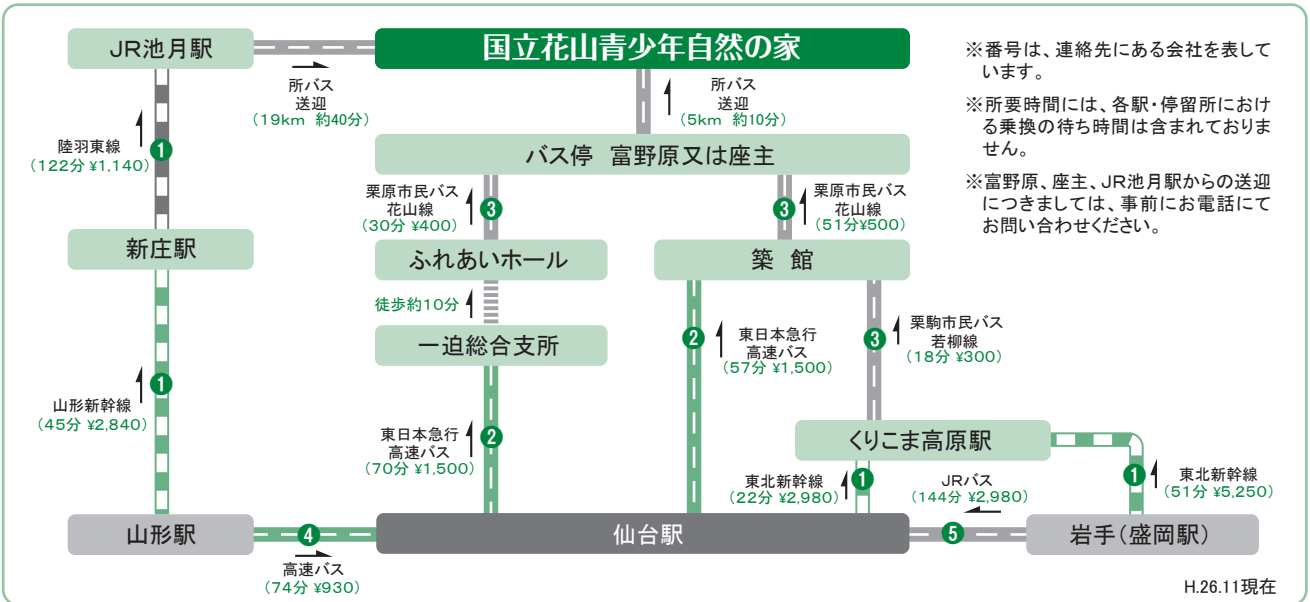 JR池月駅
国立花山青少年自然の家
所バス
送迎
(19km 約40分)
所バス
送迎
(5km 約10分)
※番号は、連絡先にある会社を表して
います。
※所要時間には、各駅・停留所におけ
る乗換の待ち時間は含まれておりま
せん。
※富野原、座主、JR池月駅からの送迎
につきましては、事前にお電話にて
お問い合わせください。
陸羽東線
(122分 ¥1,140)
1
バス停 富野原又は座主
栗原市民バス
花山線
(30分 ¥400)
3
栗原市民バス
花山線
(51分 ¥500)
3
新庄駅
ふれあいホール
築 館
徒歩約10分
一迫総合支所
2
東日本急行
高速バス
(57分 ¥1,500)
3
栗駒市民バス
若柳線
(18分 ¥300)
山形新幹線
(45分 ¥2,840)
1
東日本急行
高速バス
(70分 ¥1,500)
2
くりこま高原駅
東北新幹線
(22分 ¥2,980)
1
JRバス
(144分 ¥2,980)
1
東北新幹線
(51分 ¥5,250)
山形駅
4
仙台駅
5
岩手(盛岡駅)
高速バス
(74分 ¥930)
H.26.11現在